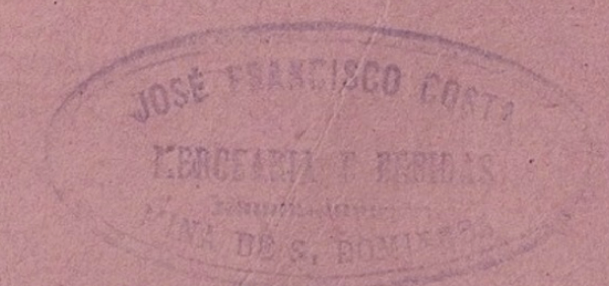 JOSÉ FRANCISCO COSTA
MERCEARIA E BEBIDAS
MINA DE S. DOMINGOS